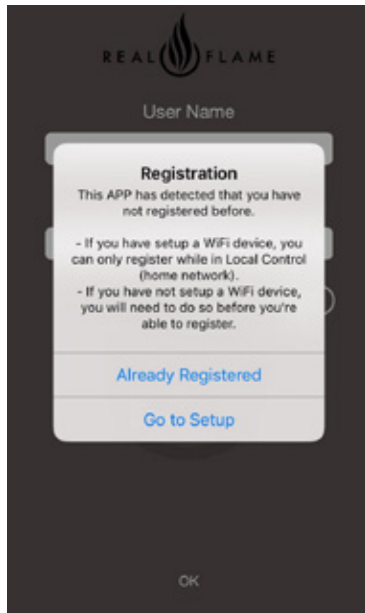 REAL FLAME
User Name
Registration
This APP has detected that you have
not registered before.
- If you have setup a WiFi device, you
can only register while in Local Control
(home network).
- If you have not setup a WiFi device,
you will need to do so before you're
able to register.
Already Registered
Go to Setup
OK